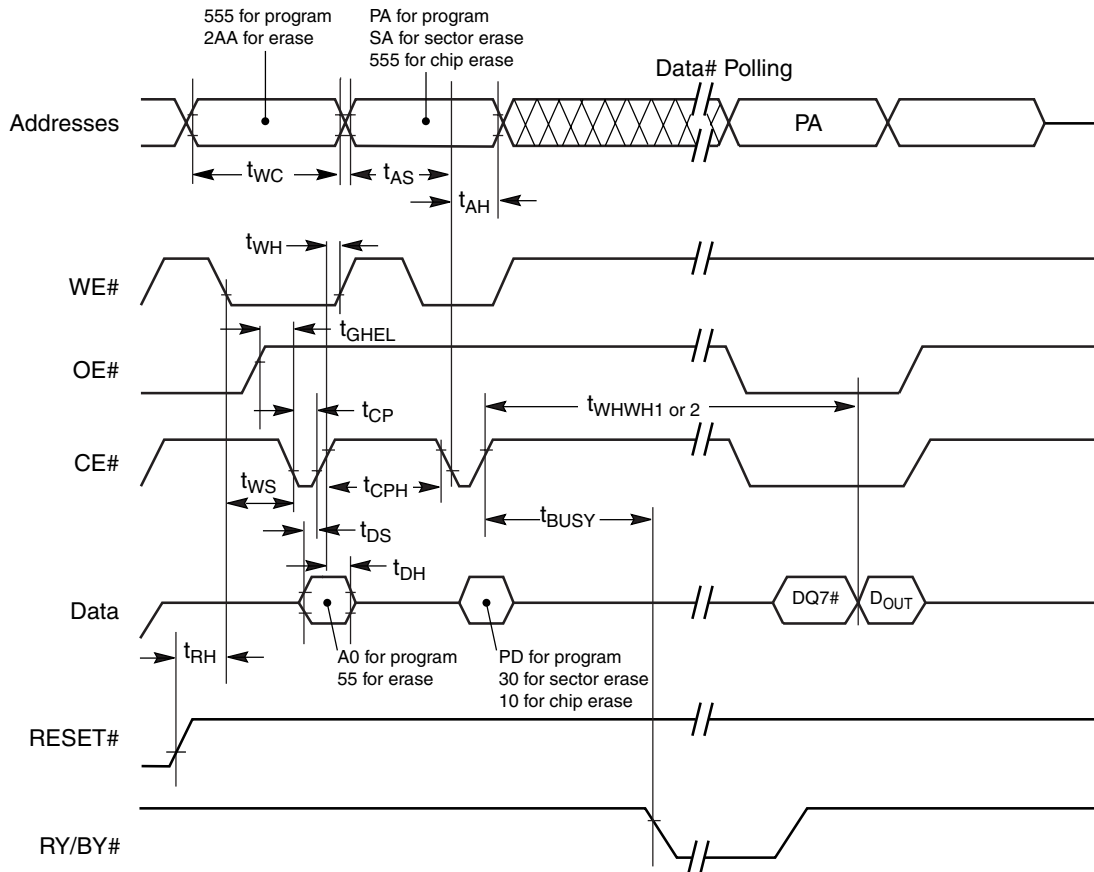 555 for program
2AA for erase
PA for program
SA for sector erase
555 for chip erase
Data# Polling
Addresses
PA
tWC
tAS
tAH
tWH
WE#
tGHEL
OE#
tWHWH1 or 2
tCP
CE#
tWS
tCPH
tBUSY
tDS
tDH
Data
DQ7#
DOUT
tRH
A0 for program
55 for erase
PD for program
30 for sector erase
10 for chip erase
RESET#
RY/BY#